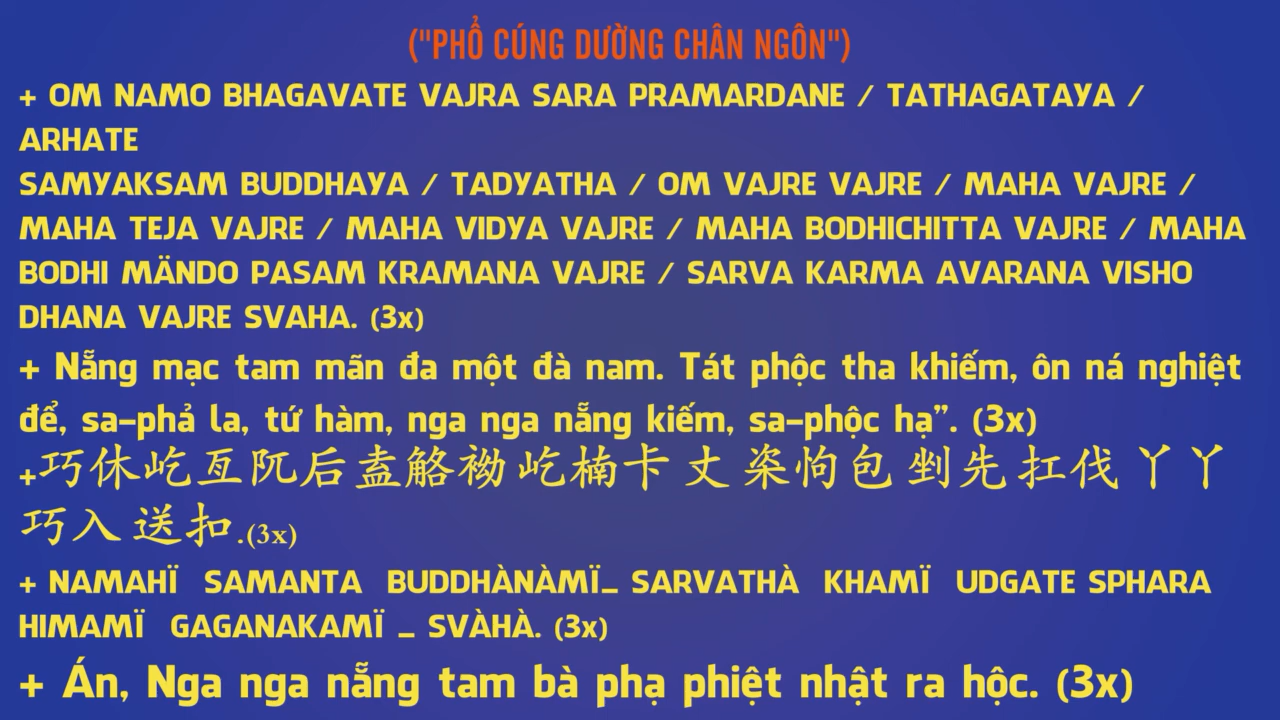 ("PHỔ CÚNG DƯỜNG CHÂN NGÔN")
+ OM NAMO BHAGAVATE VAJRA SARA PRAMARDANE / TATHAGATAYA /
ARHATE
SAMYAKSAM BUDDHAYA / TADYATHA / OM VAJRE VAJRE / MAHA VAJRE /
MAHA TEJA VAJRE / MAHA VIDYA VAJRE / MAHA BODHICHITTA VAJRE / MAHA
BODHI MÄNDO PASAM KRAMANA VAJRE / SARVA KARMA AVARANA VISHO
DHANA VAJRE SVAHA. (3x)
+ Nẵng mạc tam mãn đa một đà nam. Tát phộc tha khiếm, ôn ná nghiệt
để, sa-phả la, tứ hàm, nga nga nẵng kiếm, sa-phộc hạ”. (3x)
+巧休屹亙阢后盍觡袎屹楠卡丈楶恦包剉先扛伐丫丫
巧入送扣.(3x)
+ NAMAHÏ SAMANTA BUDDHÀNÀMÏ_ SARVATHÀ KHAMÏ UDGATE SPHARA
HIMAMÏ GAGANAKAMÏ _ SVÀHÀ. (3x)
+ Án, Nga nga nẵng tam bà phạ phiệt nhật ra hộc. (3x)